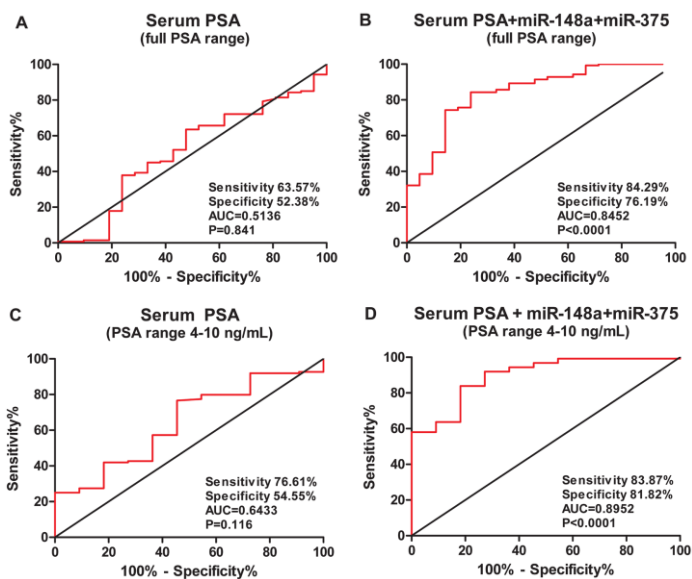 A
Serum PSA
(full PSA range)
Sensitivity%
100
80
60
40
20
0
Sensitivity 63.57%
Specificity 52.38%
AUC=0.5136
P=0.841
0 20 40 60 80 100
100% - Specificity%
B
Serum PSA+miR-148a+miR-375
(full PSA range)
Sensitivity%
100
80
60
40
20
0
Sensitivity 84.29%
Specificity 76.19%
AUC=0.8452
P<0.0001
0 20 40 60 80 100
100% - Specificity%
C
Serum PSA
(PSA range 4-10 ng/mL)
Sensitivity%
100
80
60
40
20
0
Sensitivity 76.61%
Specificity 54.55%
AUC=0.6433
P=0.116
0 20 40 60 80 100
100% - Specificity%
D
Serum PSA + miR-148a+miR-375
(PSA range 4-10 ng/mL)
Sensitivity%
100
80
60
40
20
0
Sensitivity 83.87%
Specificity 81.82%
AUC=0.8952
P<0.0001
0 20 40 60 80 100
100% - Specificity%